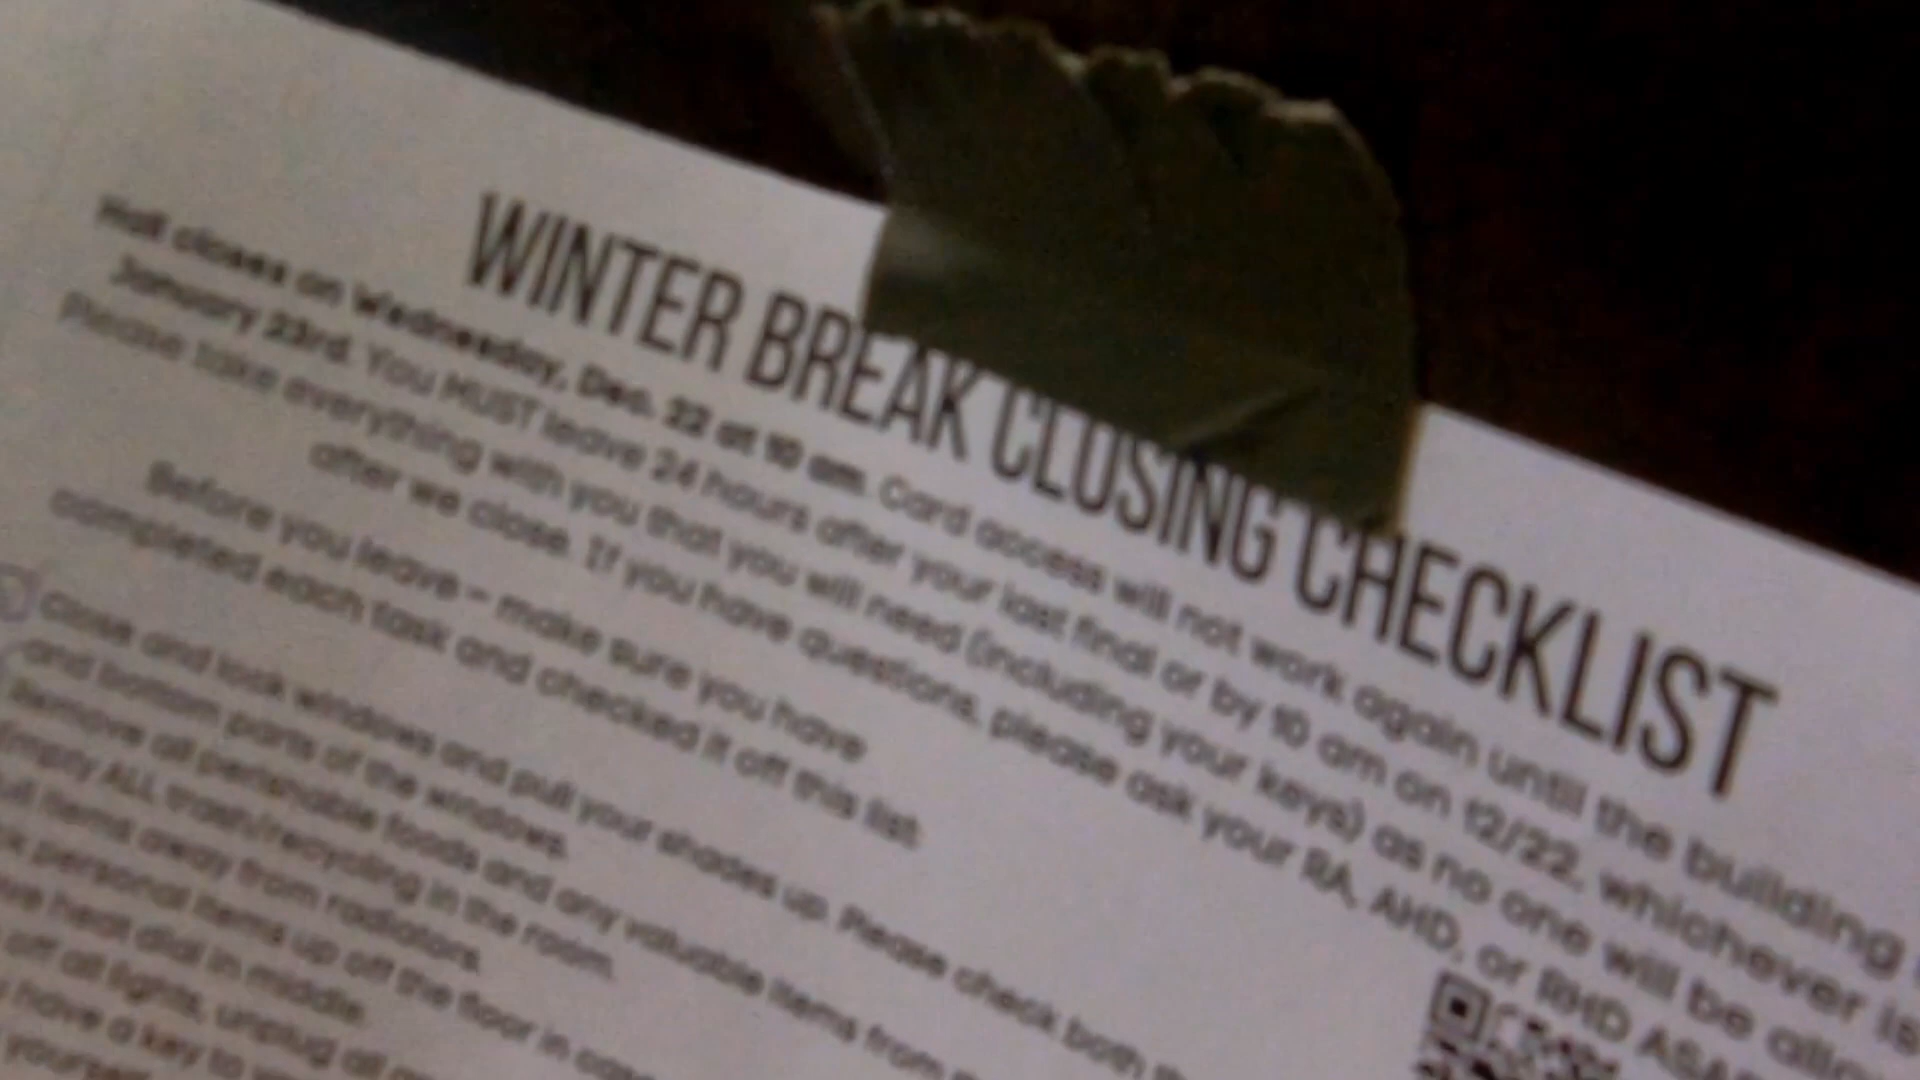 WINTER BREAK CLOSING CHECKLIST
Hall closes on Wednesday, Dec. 22 at 10 am. Card access will not work again until the building
January 23rd. You MUST leave 24 hours after your last final or by 10 am on 12/22, whichever is
Please take everything with you that you will need (including your keys) as no one will be allo
after we close. If you have questions, please ask your RA, AHD, or RHD ASAP
Before you leave - make sure you have
completed each task and checked it off this list:
Close and lock windows and pull your shades up. Please check both th
and bottom parts of the windows.
Remove all perishable foods and any valuable items from
Empty ALL trash/recycling in the room.
items away from radiators.
personal items up off the floor in case
heat dial in middle.
off all lights, unplug all
have a key to
yourself